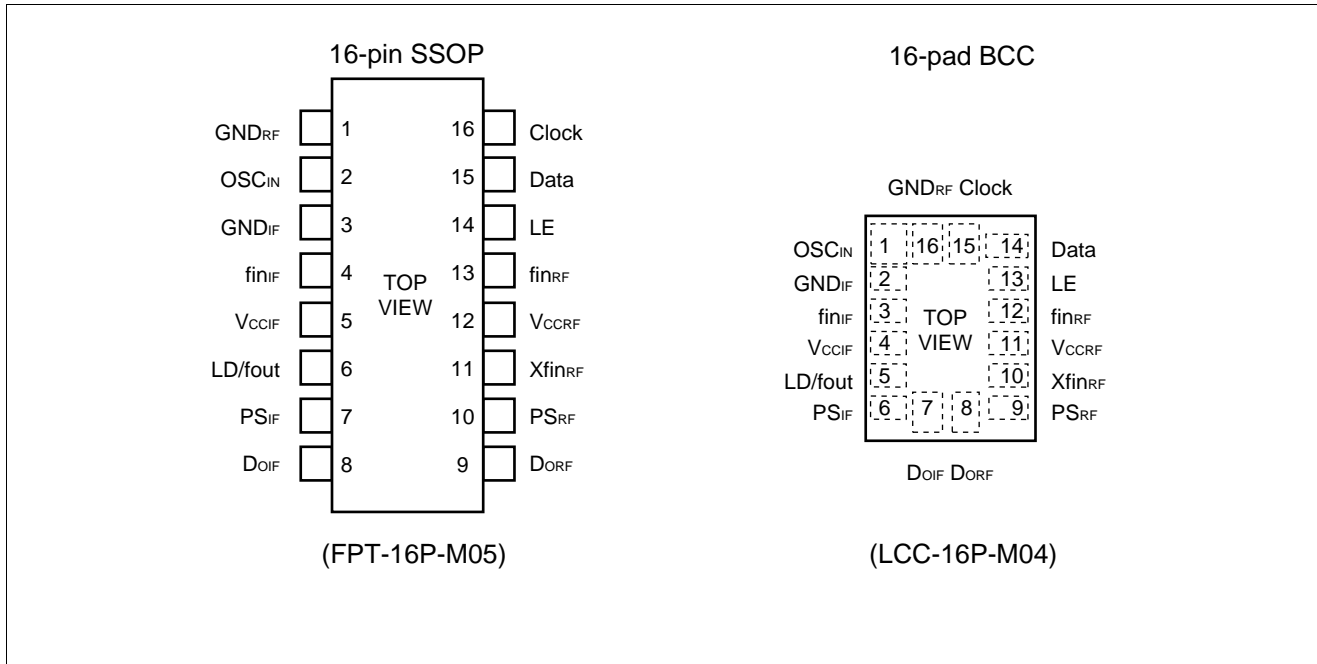 16-pin SSOP
GNDRF 1 16 Clock
OSCIN 2 15 Data
GNDIF 3 14 LE
finIF 4 13 finRF
TOP
VIEW
VCCIF 5 12 VCCRF
LD/fout 6 11 XfinRF
PSIF 7 10 PSRF
DOIF 8 9 DORF
(FPT-16P-M05)
16-pad BCC
GNDRF Clock
OSCIN 1 16 15 14 Data
GNDIF 2 13 LE
finIF 3 12 finRF
TOP
VIEW
VCCIF 4 11 VCCRF
LD/fout 5 10 XfinRF
PSIF 6 7 8 9 PSRF
DOIF DORF
(LCC-16P-M04)